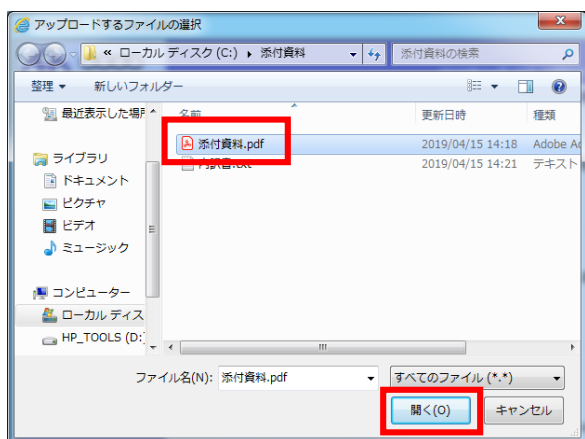 アップロードするファイルの選択
« ローカル ディスク (C:) ▸ 添付資料
添付資料の検索
整理 ▼ 新しいフォルダー
最近表示した場所
ライブラリ
ドキュメント
ピクチャ
ビデオ
ミュージック
コンピューター
ローカル ディス
HP_TOOLS (D:)
名前 更新日時 種類
添付資料.pdf 2019/04/15 14:18 Adobe Ac
2019/04/15 14:21 テキスト
ファイル名(N): 添付資料.pdf
すべてのファイル (*.*)
開く(O) キャンセル